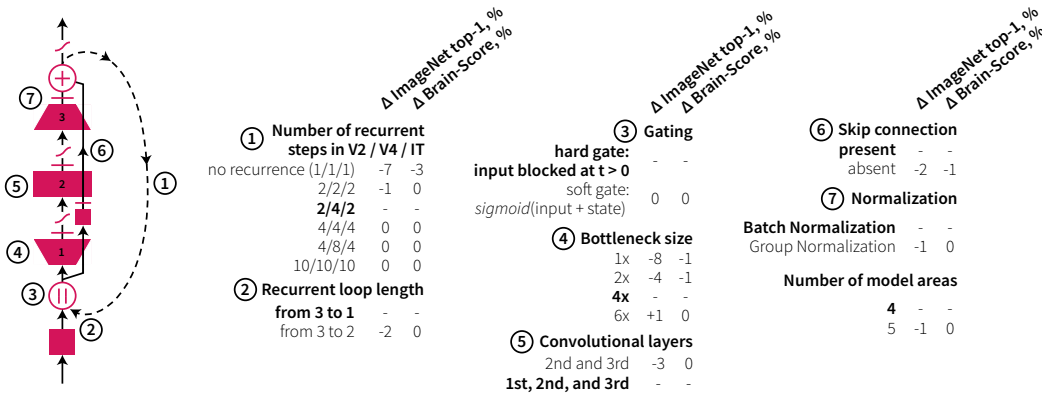 7
3
6
5
2
1
4
1
3
2
Δ ImageNet top-1, %
Δ Brain-Score, %
1 Number of recurrent
steps in V2 / V4 / IT
no recurrence (1/1/1) -7 -3
2/2/2 -1 0
2/4/2 - -
4/4/4 0 0
4/8/4 0 0
10/10/10 0 0
2 Recurrent loop length
from 3 to 1 - -
from 3 to 2 -2 0
Δ ImageNet top-1, %
Δ Brain-Score, %
3 Gating
hard gate:
input blocked at t > 0 - -
soft gate:
sigmoid(input + state) 0 0
4 Bottleneck size
1x -8 -1
2x -4 -1
4x - -
6x +1 0
5 Convolutional layers
2nd and 3rd -3 0
1st, 2nd, and 3rd - -
Δ ImageNet top-1, %
Δ Brain-Score, %
6 Skip connection
present - -
absent -2 -1
7 Normalization
Batch Normalization - -
Group Normalization -1 0
Number of model areas
4 - -
5 -1 0